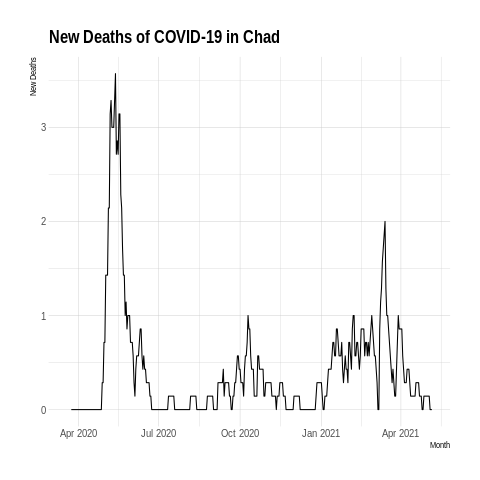 New Deaths of COVID-19 in Chad
New Deaths
3
2
1
0
Apr 2020 Jul 2020 Oct 2020 Jan 2021 Apr 2021
Month